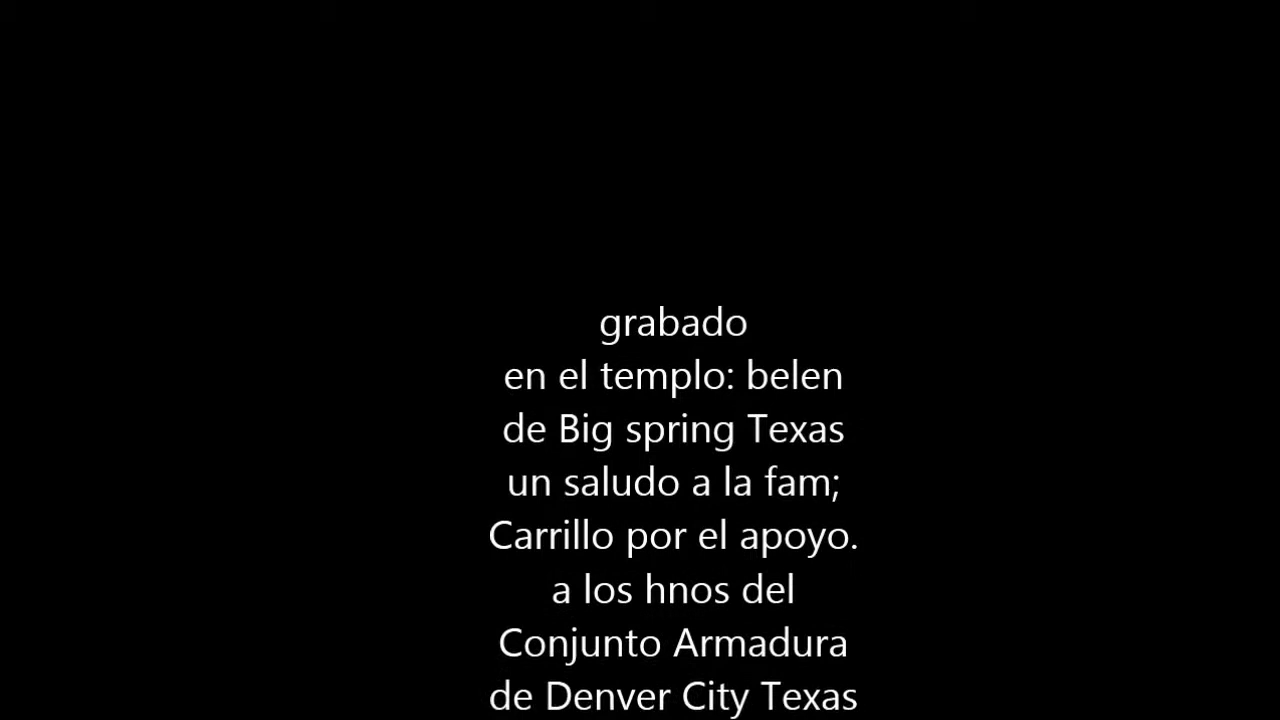 grabado
en el templo: belen
de Big spring Texas
un saludo a la fam;
Carrillo por el apoyo.
a los hnos del
Conjunto Armadura
de Denver City Texas